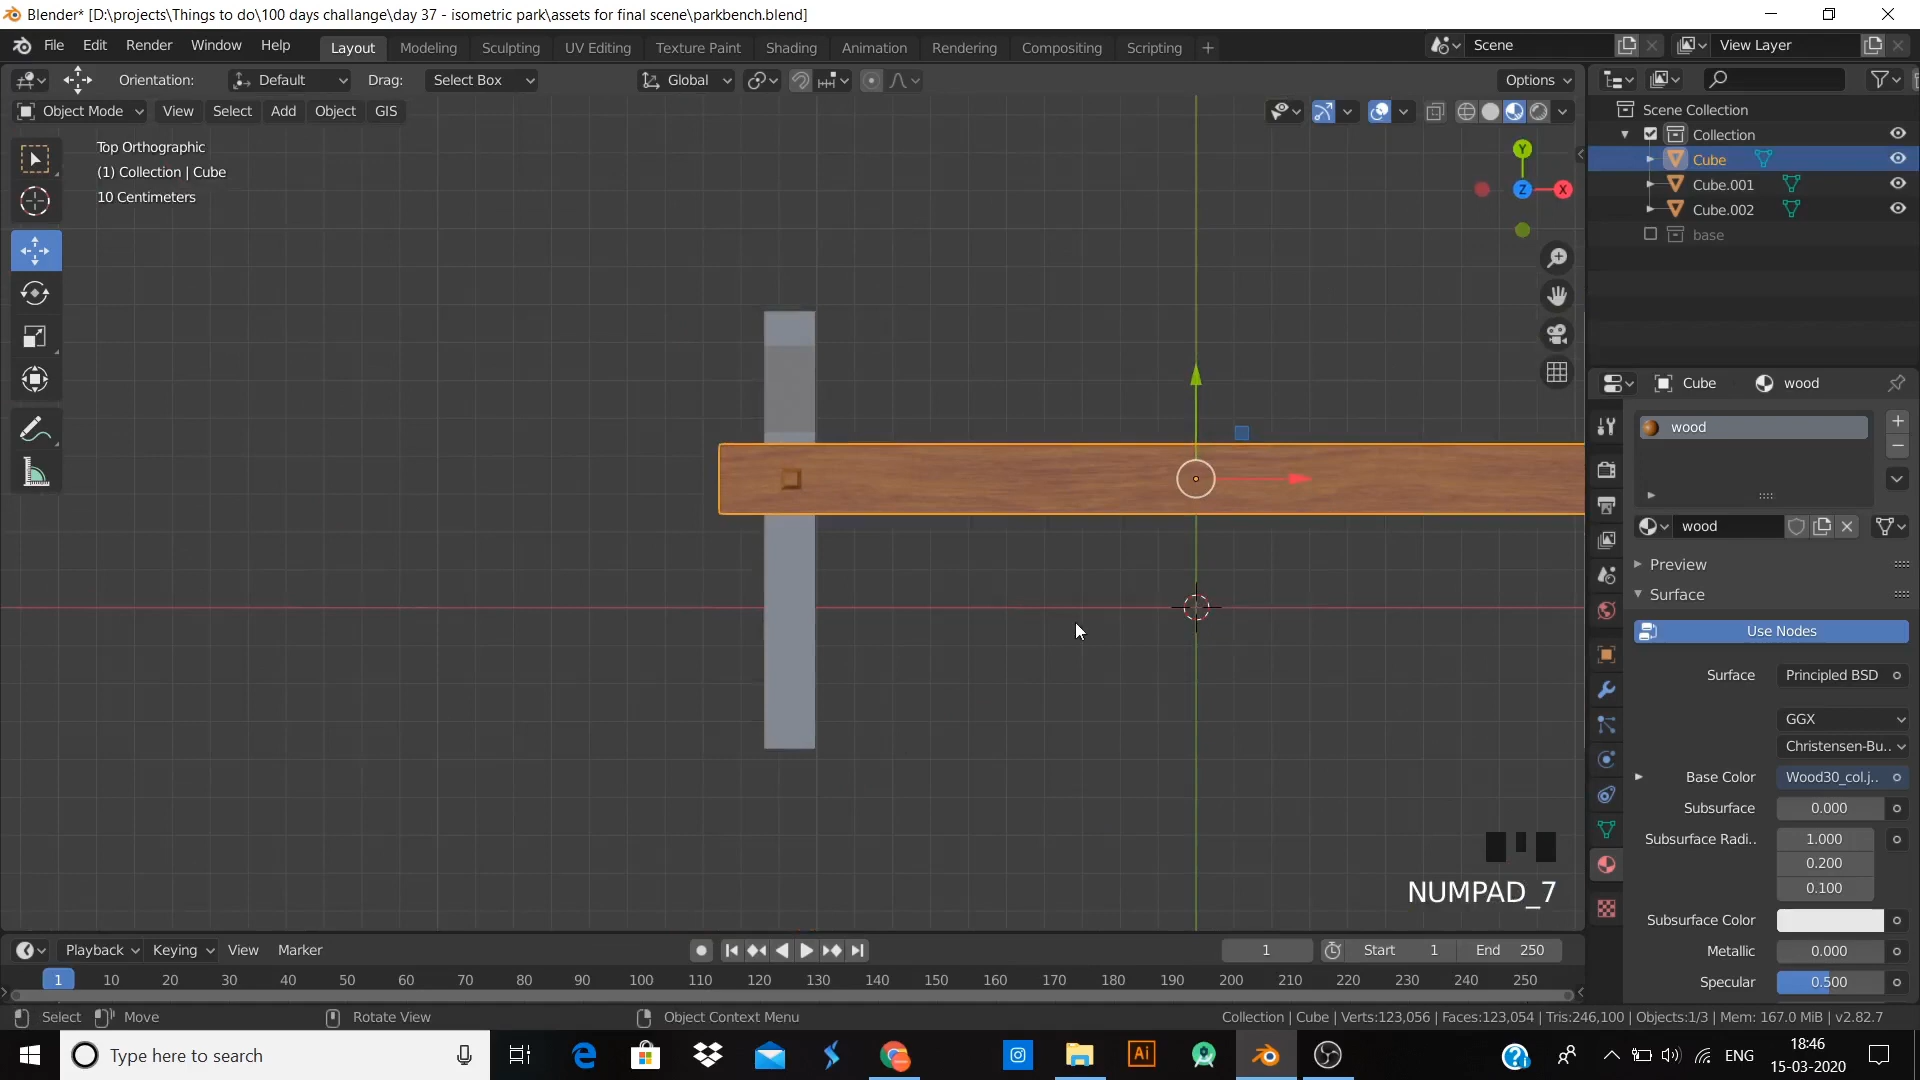 Blender* [D:\projects\Things to do\100 days challange\day 37 - isometric park\assets for final scene\parkbench.blend]
File Edit Render Window Help Layout Modeling Sculpting UV Editing Texture Paint Shading Animation Rendering Compositing Scripting + Scene View Layer
Orientation: Default Drag: Select Box Global Options
Object Mode View Select Add Object GIS
Scene Collection
Collection
Cube
Cube.001
Cube.002
base
Top Orthographic
(1) Collection | Cube
10 Centimeters
Y
Z
X
Cube wood
wood
wood
Preview
Surface
Use Nodes
Surface Principled BSD
GGX
Christensen-Bu..
Base Color Wood30_col.j..
Subsurface 0.000
Subsurface Radi.. 1.000
0.200
0.100
Subsurface Color
Metallic 0.000
Specular 0.500
NUMPAD_7
Playback Keying View Marker 1 Start 1 End 250
1 10 20 30 40 50 60 70 80 90 100 110 120 130 140 150 160 170 180 190 200 210 220 230 240 250
Select Move Rotate View Object Context Menu Collection | Cube | Verts:123,056 | Faces:123,054 | Tris:246,100 | Objects:1/3 | Mem: 167.0 MiB | v2.82.7
Type here to search
Ai
ENG
18:46
15-03-2020